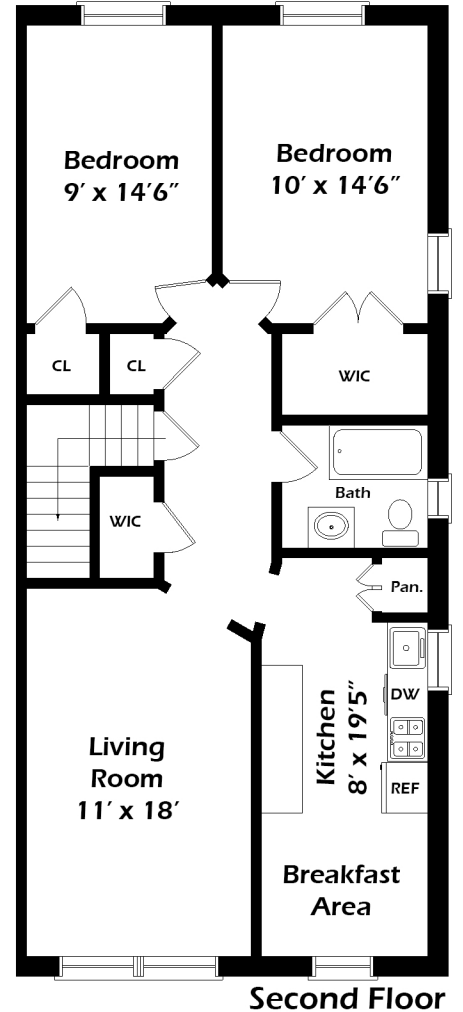 Bedroom
9' x 14'6"
Bedroom
10' x 14'6"
CL
CL
WIC
Bath
WIC
Pan.
DW
Kitchen
8' x 19'5"
REF
Living
Room
11' x 18'
Breakfast
Area
Second Floor